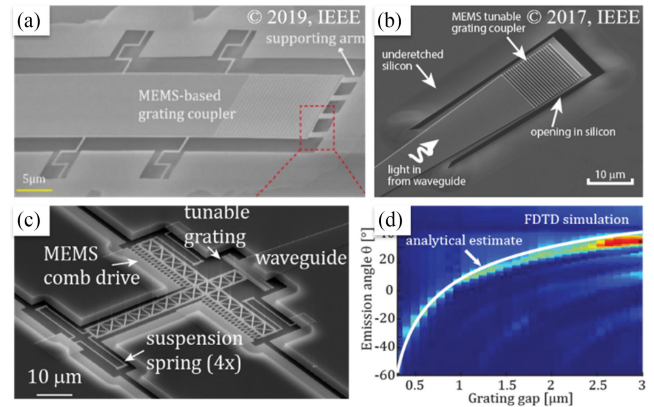 (a)
© 2019, IEEE
supporting arm
MEMS-based
grating coupler
5μm
(b)
© 2017, IEEE
MEMS tunable
grating coupler
underetched
silicon
opening in silicon
light in
from waveguide
10 μm
(c)
tunable
grating
waveguide
MEMS
comb drive
suspension
spring (4x)
10 μm
(d)
FDTD simulation
analytical estimate
Emission angle θ [°]
40
20
0
-20
-40
-60
0.5
1
1.5
2
2.5
3
Grating gap [μm]